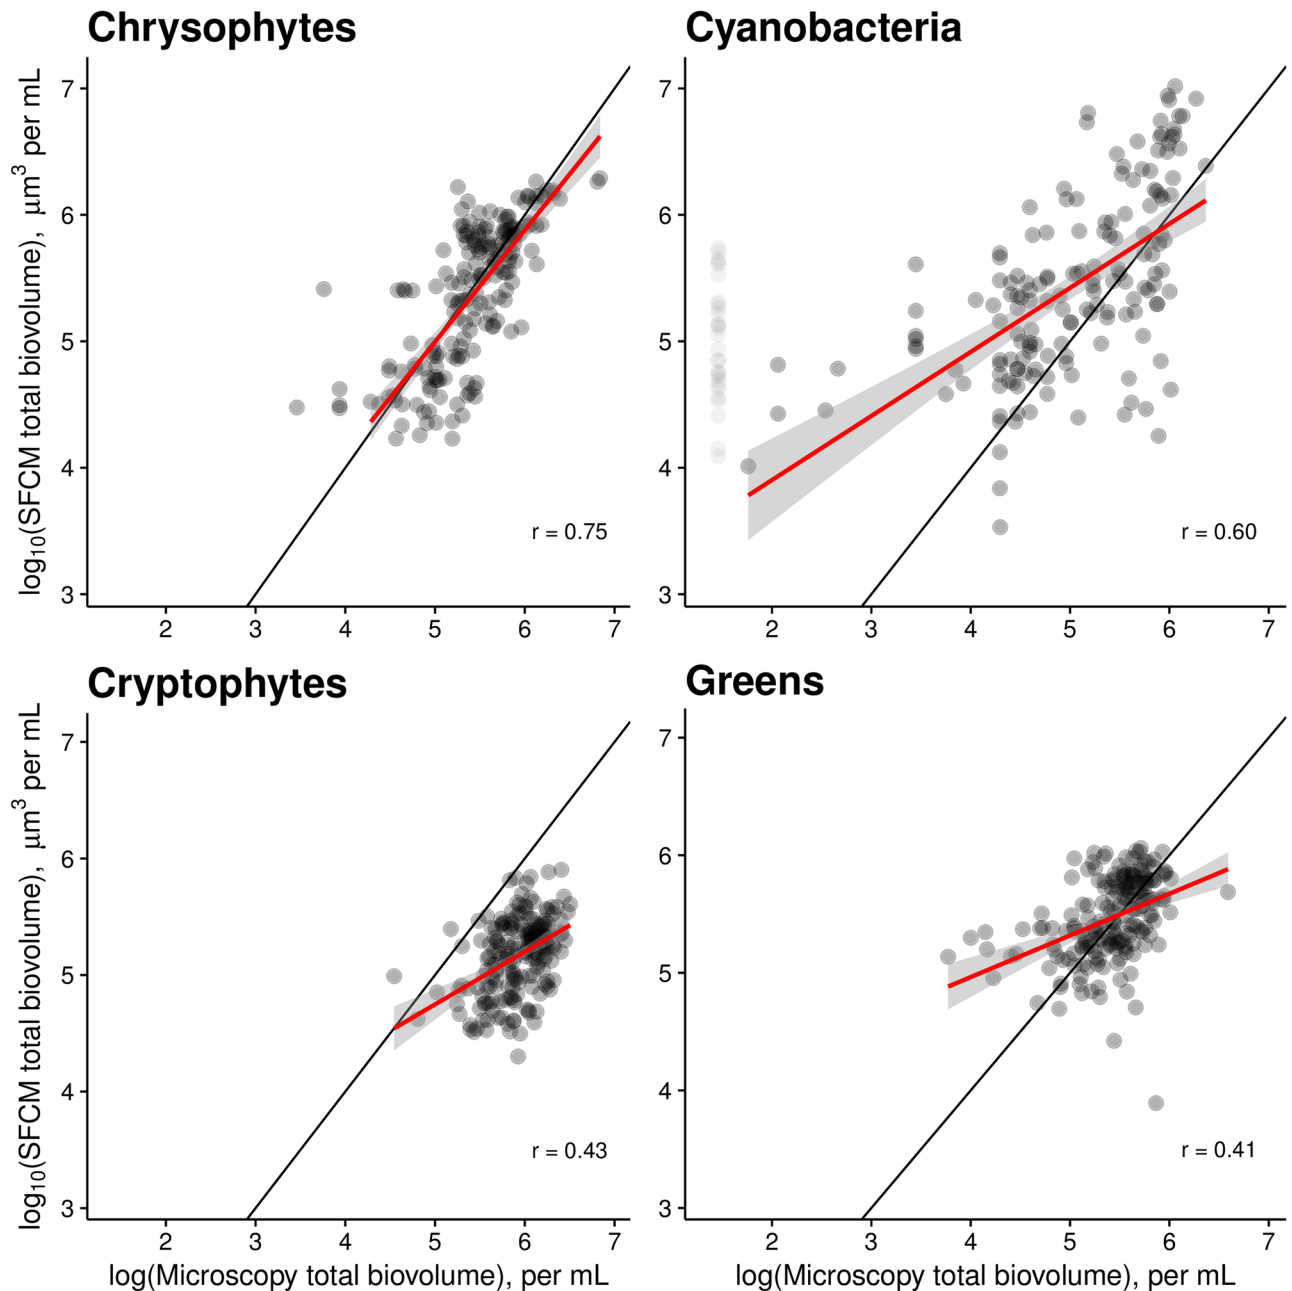 Chrysophytes
log10(SFCM total biovolume), μm³ per mL
7
6
5
4
3
r = 0.75
2 3 4 5 6 7
Cyanobacteria
7
6
5
4
3
r = 0.60
2 3 4 5 6 7
Cryptophytes
log10(SFCM total biovolume), μm³ per mL
7
6
5
4
3
r = 0.43
2 3 4 5 6 7
log(Microscopy total biovolume), per mL
Greens
7
6
5
4
3
r = 0.41
2 3 4 5 6 7
log(Microscopy total biovolume), per mL